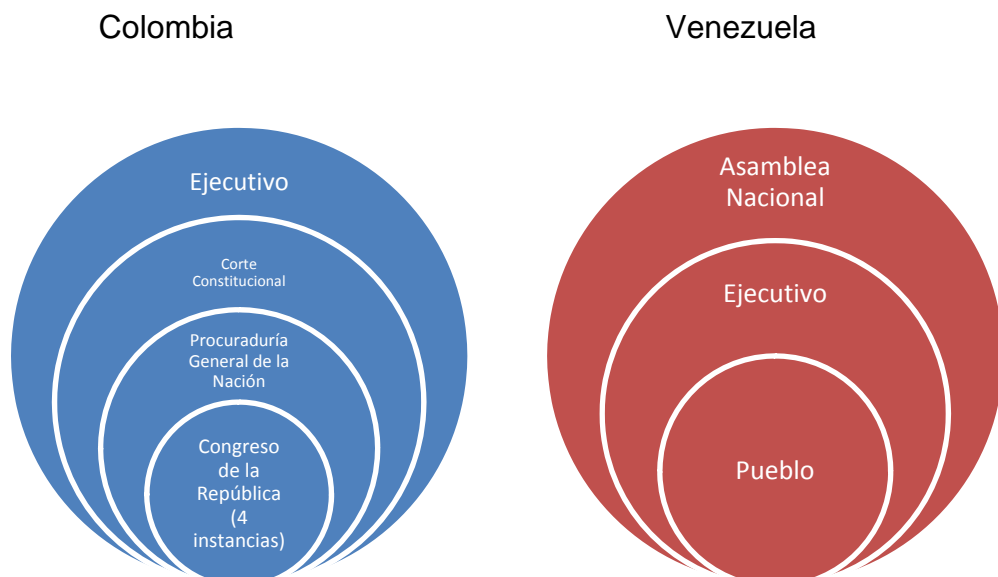 Colombia
Venezuela
Ejecutivo
Corte
Constitucional
Procuraduría
General de la
Nación
Congreso
de la
República
(4
instancias)
Asamblea
Nacional
Ejecutivo
Pueblo